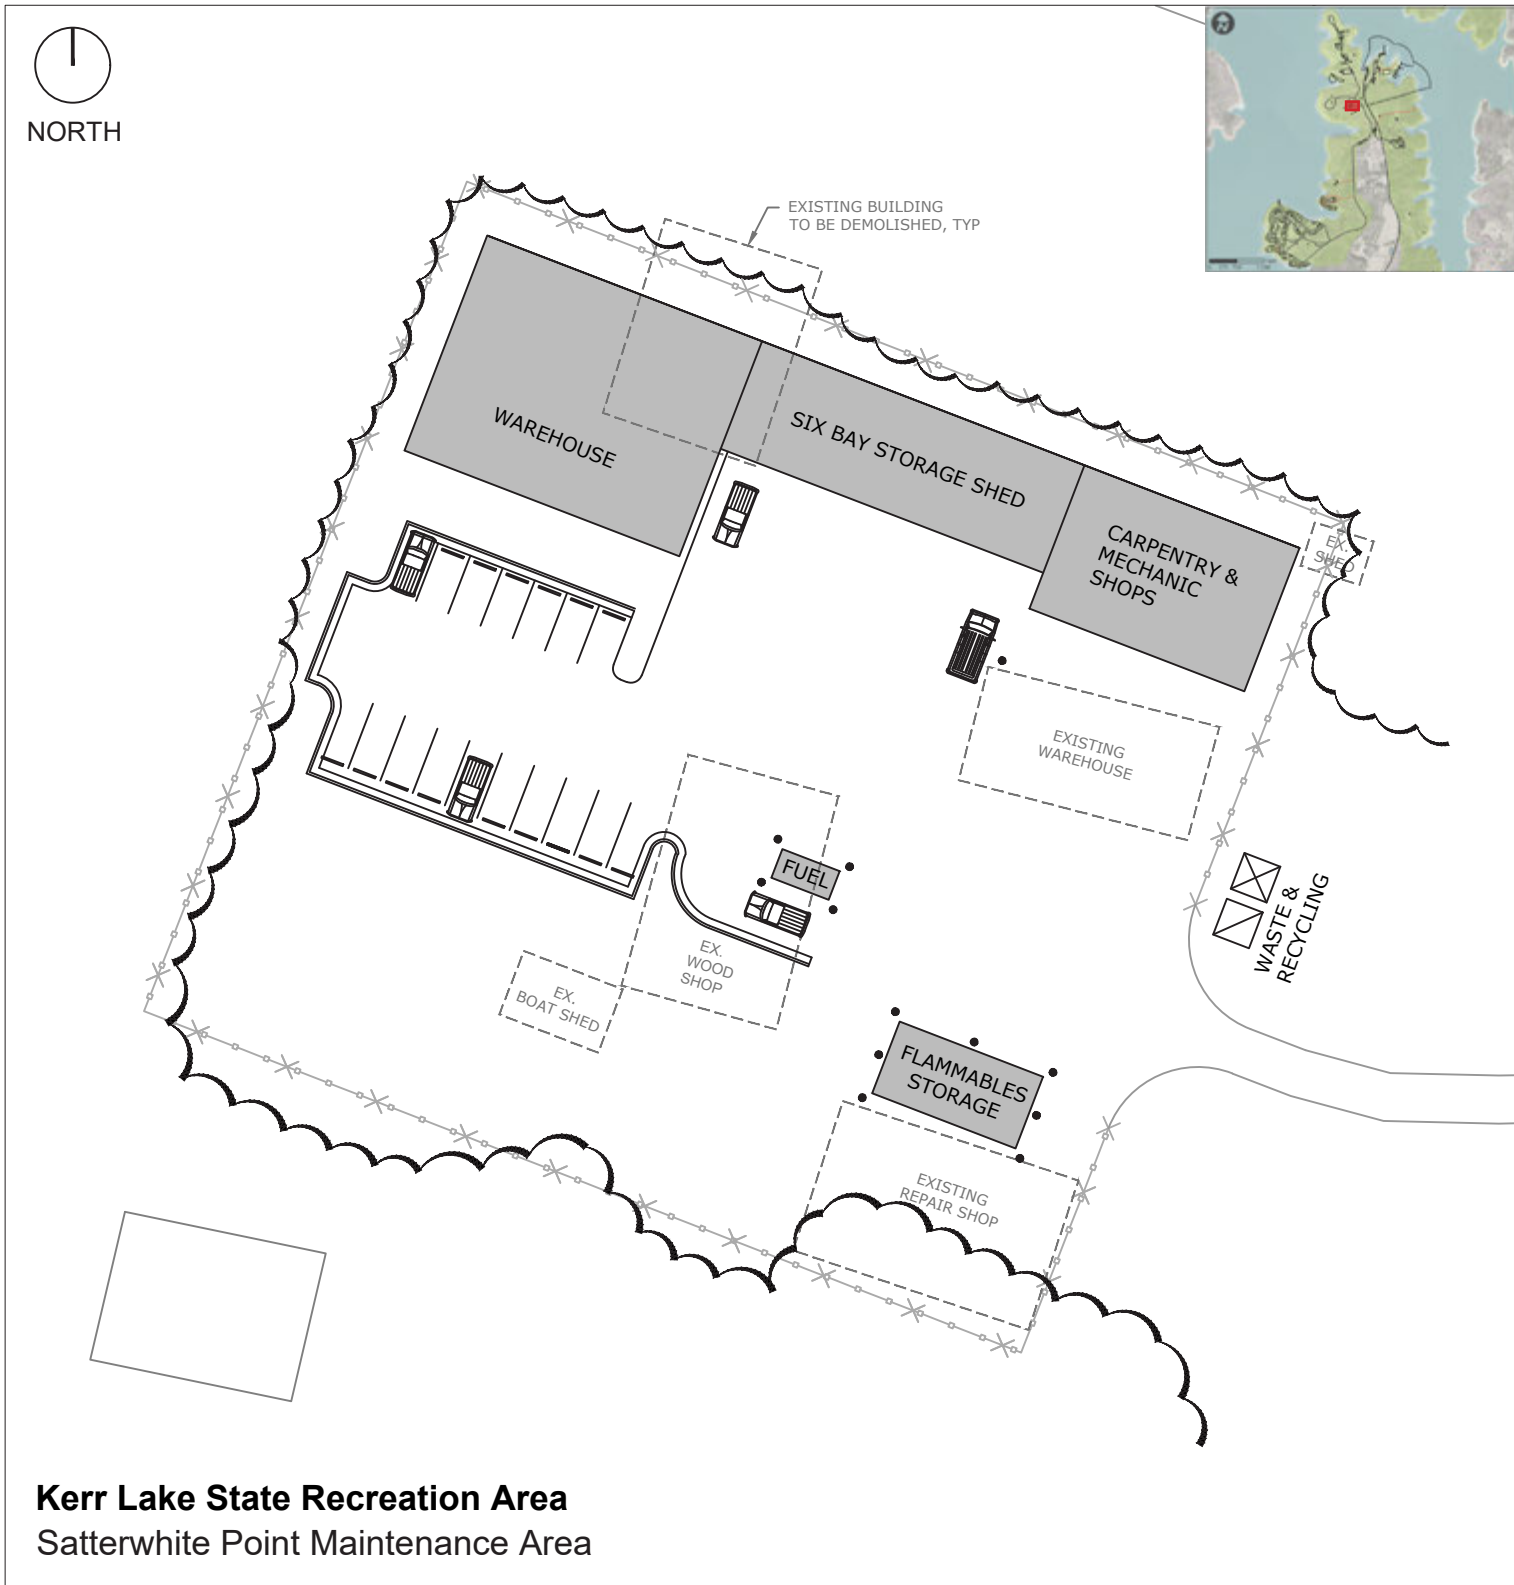 NORTH
EXISTING BUILDING
TO BE DEMOLISHED, TYP
WAREHOUSE
SIX BAY STORAGE SHED
CARPENTRY &
MECHANIC
SHOPS
EX.
SHED
EXISTING
WAREHOUSE
FUEL
WASTE &
RECYCLING
EX.
WOOD
SHOP
EX.
BOAT SHED
FLAMMABLES
STORAGE
EXISTING
REPAIR SHOP
Kerr Lake State Recreation Area
Satterwhite Point Maintenance Area